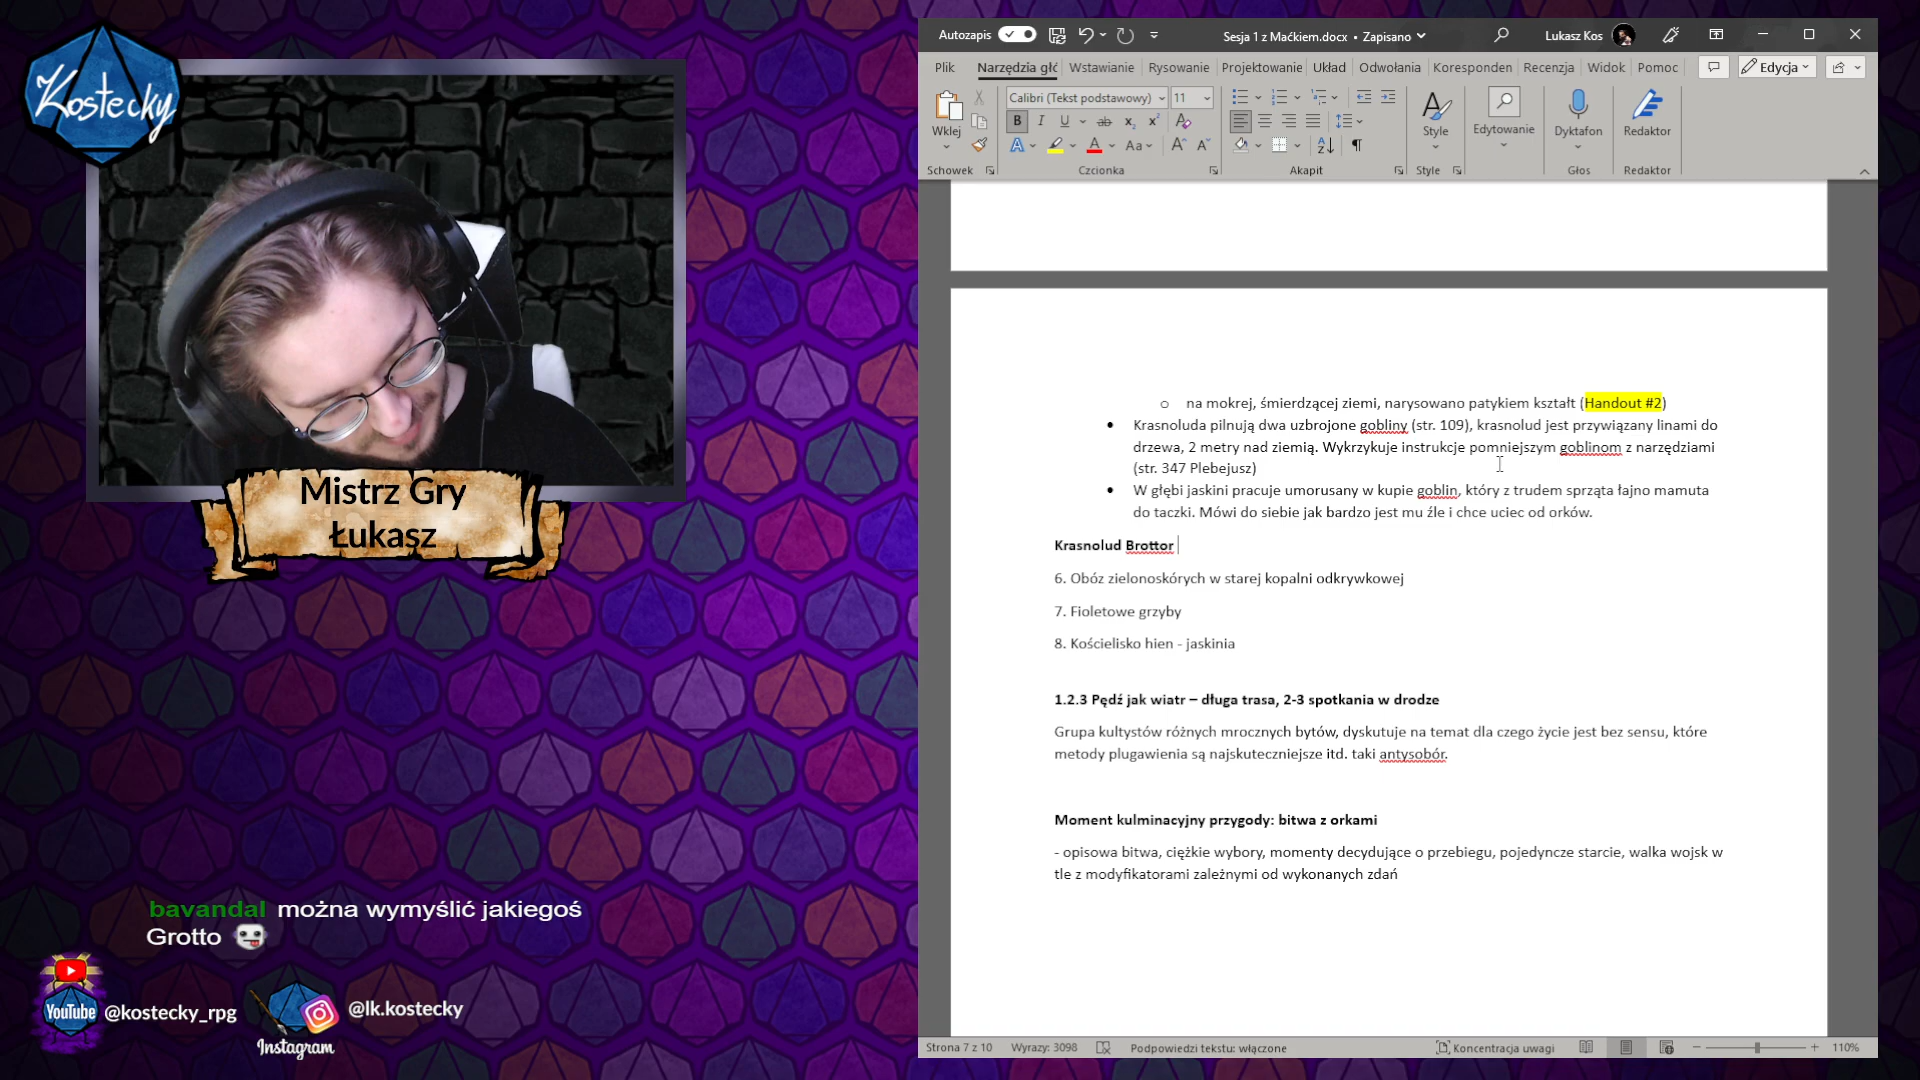 Kostecky
Mistrz Gry
Łukasz
bavandal można wymyślić jakiegoś
Grotto
YouTube @kostecky_rpg
Instagram @lk.kostecky
Autozapis
Sesja 1 z Maćkiem.docx • Zapisano
Lukasz Kos
Plik Narzędzia głć Wstawianie Rysowanie Projektowanie Układ Odwołania Koresponden Recenzja Widok Pomoc Edycja
Wklej
Calibri (Tekst podstawowy) 11
Style Edytowanie Dyktafon Redaktor
Schowek Czcionka Akapit Style Głos Redaktor
o na mokrej, śmierdzącej ziemi, narysowano patykiem kształt (Handout #2)
• Krasnoluda pilnują dwa uzbrojone gobliny (str. 109), krasnolud jest przywiązany linami do
drzewa, 2 metry nad ziemią. Wykrzykuje instrukcje pomniejszym goblinom z narzędziami
(str. 347 Plebejusz)
• W głębi jaskini pracuje umorusany w kupie goblin, który z trudem sprząta łajno mamuta
do taczki. Mówi do siebie jak bardzo jest mu źle i chce uciec od orków.
Krasnolud Brottor
6. Obóz zielonoskórych w starej kopalni odkrywkowej
7. Fioletowe grzyby
8. Kościelisko hien - jaskinia
1.2.3 Pędź jak wiatr – długa trasa, 2-3 spotkania w drodze
Grupa kultystów różnych mrocznych bytów, dyskutuje na temat dla czego życie jest bez sensu, które
metody plugawienia są najskuteczniejsze itd. taki antysobór.
Moment kulminacyjny przygody: bitwa z orkami
- opisowa bitwa, ciężkie wybory, momenty decydujące o przebiegu, pojedyncze starcie, walka wojsk w
tle z modyfikatorami zależnymi od wykonanych zdań
Strona 7 z 10 Wyrazy: 3098 Podpowiedzi tekstu: włączone Koncentracja uwagi 110%